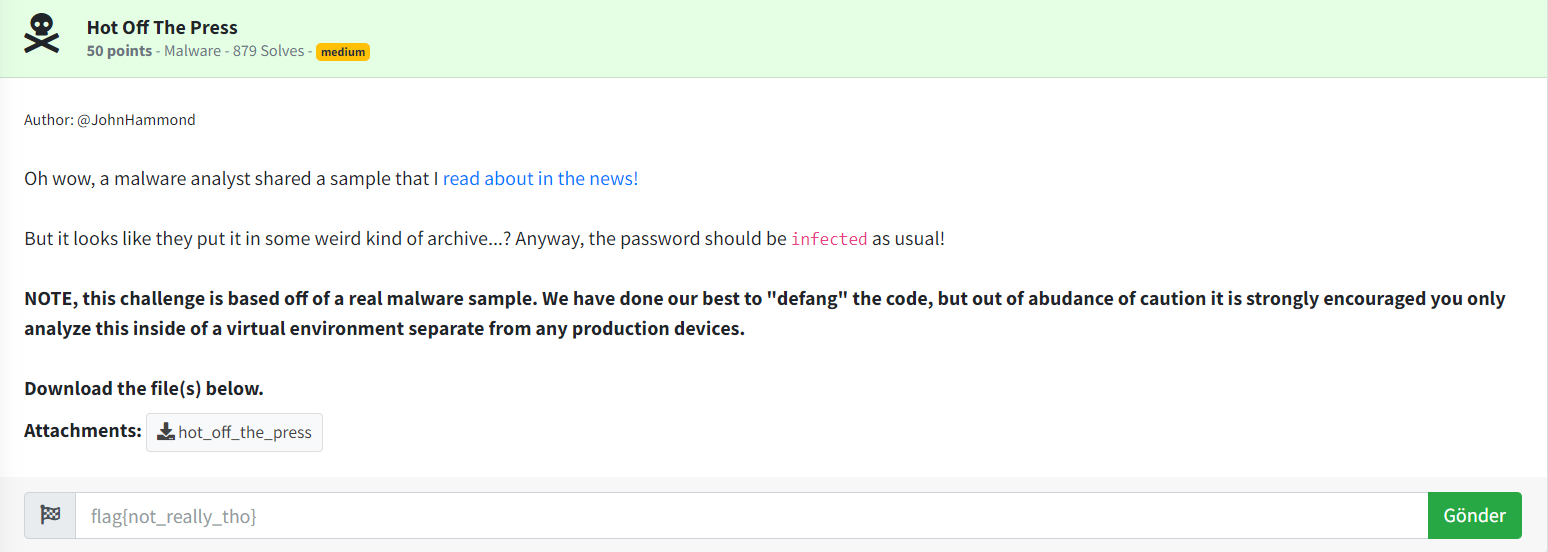 Hot Off The Press
50 points - Malware - 879 Solves - medium
Author: @JohnHammond
Oh wow, a malware analyst shared a sample that I read about in the news!
But it looks like they put it in some weird kind of archive...? Anyway, the password should be infected as usual!
NOTE, this challenge is based off of a real malware sample. We have done our best to "defang" the code, but out of abudance of caution it is strongly encouraged you only
analyze this inside of a virtual environment separate from any production devices.
Download the file(s) below.
Attachments: hot_off_the_press
flag{not_really_tho}
Gönder